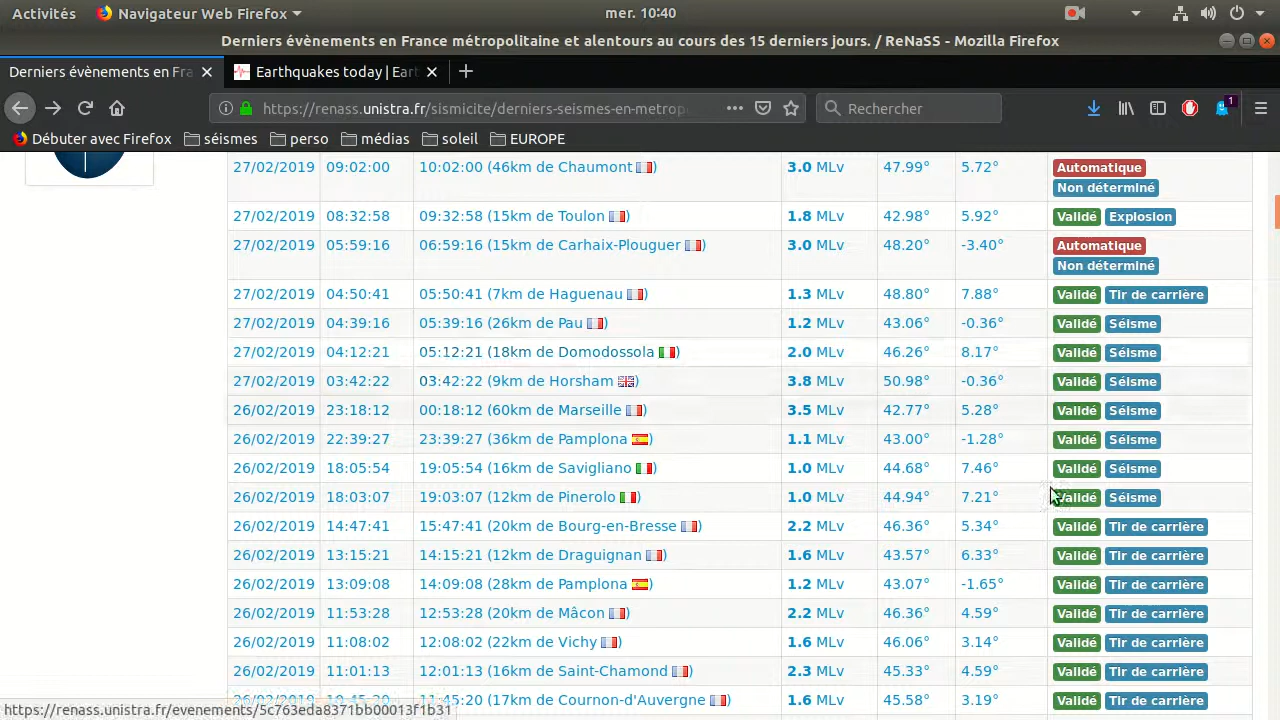 Activités Navigateur Web Firefox mer. 10:40
Derniers évènements en France métropolitaine et alentours au cours des 15 derniers jours. / ReNaSS - Mozilla Firefox
Derniers évènements en Fra Earthquakes today | Eart
https://renass.unistra.fr/sismicite/derniers-seismes-en-metrop Rechercher 1
Débuter avec Firefox séismes perso médias soleil EUROPE
27/02/2019 09:02:00 10:02:00 (46km de Chaumont ) 3.0 MLv 47.99° 5.72° Automatique
Non déterminé
27/02/2019 08:32:58 09:32:58 (15km de Toulon ) 1.8 MLv 42.98° 5.92° Validé Explosion
27/02/2019 05:59:16 06:59:16 (15km de Carhaix-Plouguer ) 3.0 MLv 48.20° -3.40° Automatique
Non déterminé
27/02/2019 04:50:41 05:50:41 (7km de Haguenau ) 1.3 MLv 48.80° 7.88° Validé Tir de carrière
27/02/2019 04:39:16 05:39:16 (26km de Pau ) 1.2 MLv 43.06° -0.36° Validé Séisme
27/02/2019 04:12:21 05:12:21 (18km de Domodossola ) 2.0 MLv 46.26° 8.17° Validé Séisme
27/02/2019 03:42:22 03:42:22 (9km de Horsham ) 3.8 MLv 50.98° -0.36° Validé Séisme
26/02/2019 23:18:12 00:18:12 (60km de Marseille ) 3.5 MLv 42.77° 5.28° Validé Séisme
26/02/2019 22:39:27 23:39:27 (36km de Pamplona ) 1.1 MLv 43.00° -1.28° Validé Séisme
26/02/2019 18:05:54 19:05:54 (16km de Savigliano ) 1.0 MLv 44.68° 7.46° Validé Séisme
26/02/2019 18:03:07 19:03:07 (12km de Pinerolo ) 1.0 MLv 44.94° 7.21° Validé Séisme
26/02/2019 14:47:41 15:47:41 (20km de Bourg-en-Bresse ) 2.2 MLv 46.36° 5.34° Validé Tir de carrière
26/02/2019 13:15:21 14:15:21 (12km de Draguignan ) 1.6 MLv 43.57° 6.33° Validé Tir de carrière
26/02/2019 13:09:08 14:09:08 (28km de Pamplona ) 1.2 MLv 43.07° -1.65° Validé Tir de carrière
26/02/2019 11:53:28 12:53:28 (20km de Mâcon ) 2.2 MLv 46.36° 4.59° Validé Tir de carrière
26/02/2019 11:08:02 12:08:02 (22km de Vichy ) 1.6 MLv 46.06° 3.14° Validé Tir de carrière
26/02/2019 11:01:13 12:01:13 (16km de Saint-Chamond ) 2.3 MLv 45.33° 4.59° Validé Tir de carrière
26/02/2019 (17km de Cournon-d'Auvergne ) 1.6 MLv 45.58° 3.19° Validé Tir de carrière